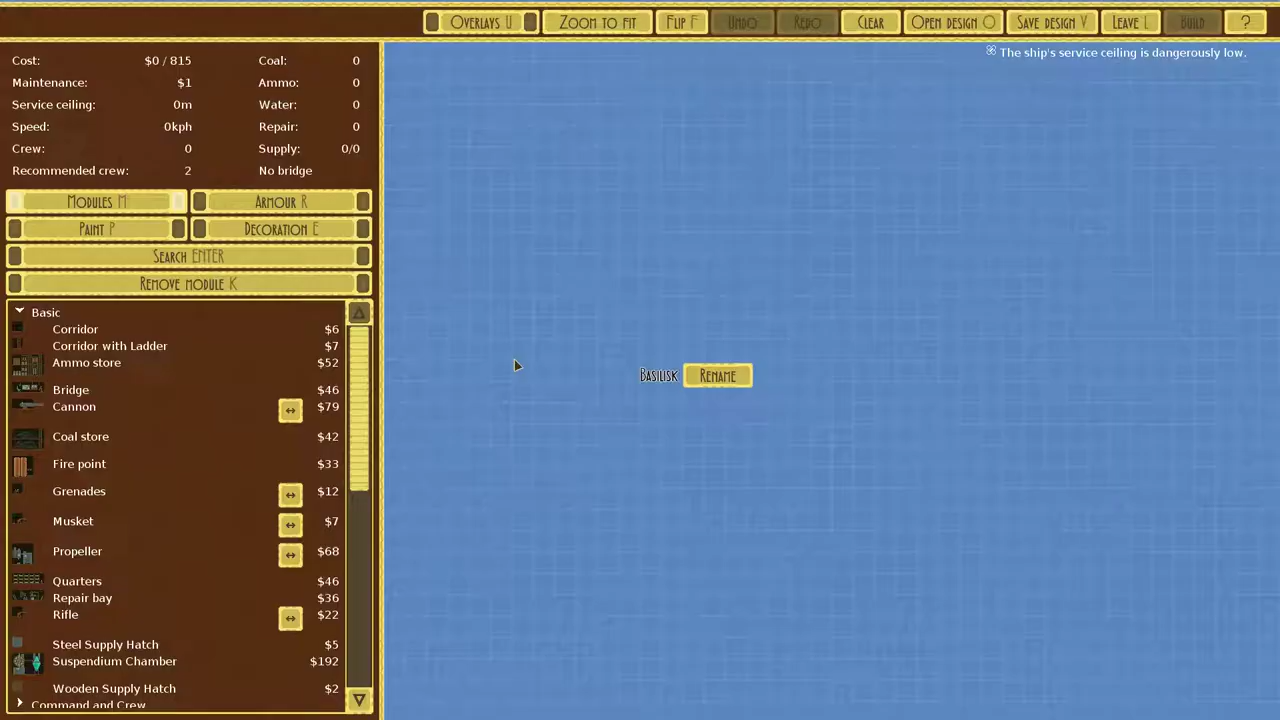 OVERLAYS U ZOOM TO FIT FLIP F UNDO REDO CLEAR OPEN DESIGN O SAVE DESIGN V LEAVE L BUILD ?
The ship's service ceiling is dangerously low.
Cost: $0 / 815 Coal: 0
Maintenance: $1 Ammo: 0
Service ceiling: 0m Water: 0
Speed: 0kph Repair: 0
Crew: 0 Supply: 0/0
Recommended crew: 2 No bridge
MODULES M ARMOUR R
PAINT P DECORATION E
SEARCH ENTER
REMOVE MODULE K
Basic
Corridor $6
Corridor with Ladder $7
Ammo store $52
Bridge $46
Cannon $79
Coal store $42
Fire point $33
Grenades $12
Musket $7
Propeller $68
Quarters $46
Repair bay $36
Rifle $22
Steel Supply Hatch $5
Suspendium Chamber $192
Wooden Supply Hatch $2
Command and Crew
BASILISK RENAME